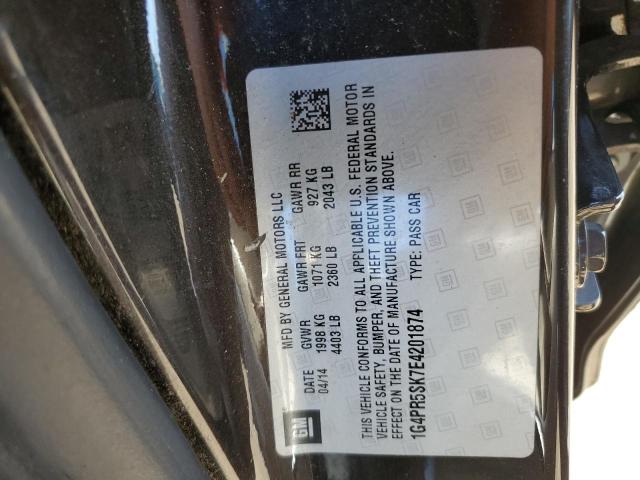 GM
MFD BY GENERAL MOTORS LLC
DATE GVWR GAWR FRT GAWR RR
04/14 1998 KG 1071 KG 927 KG
4403 LB 2360 LB 2043 LB
THIS VEHICLE CONFORMS TO ALL APPLICABLE U.S. FEDERAL MOTOR
VEHICLE SAFETY, BUMPER, AND THEFT PREVENTION STANDARDS IN
EFFECT ON THE DATE OF MANUFACTURE SHOWN ABOVE.
1G4PR5SK7E4201874 TYPE: PASS CAR